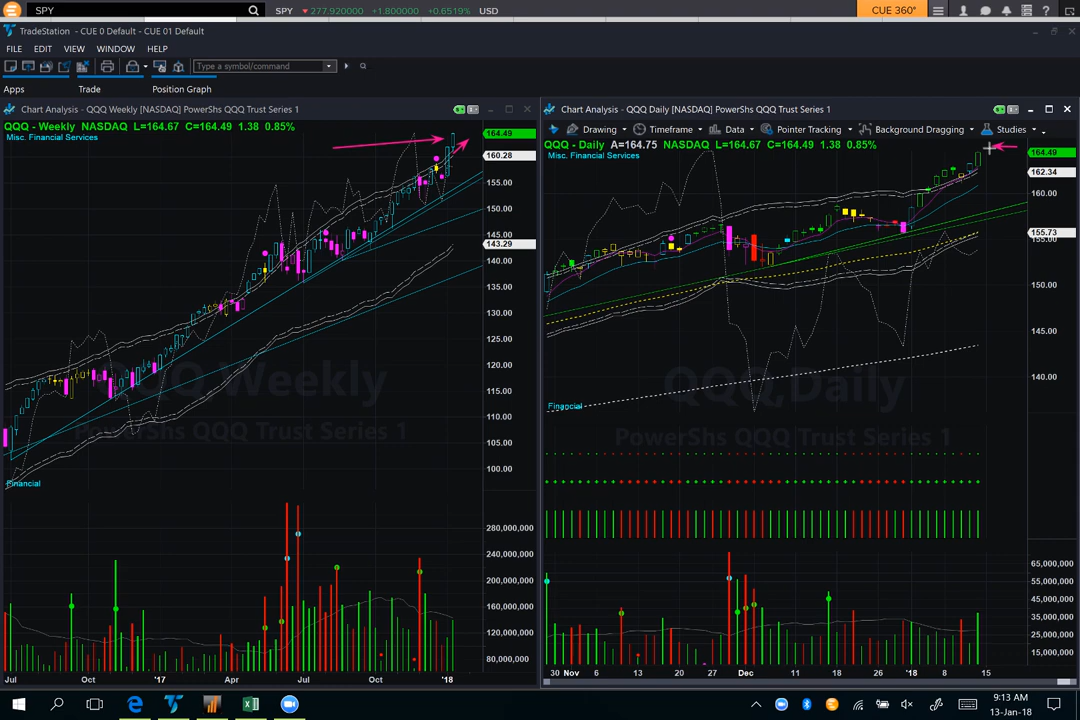 SPY
SPY 277.920000 +1.800000 +0.6519% USD
CUE 360°
TradeStation - CUE 0 Default - CUE 01 Default
FILE EDIT VIEW WINDOW HELP
Type a symbol/command
Apps Trade Position Graph
Chart Analysis - QQQ Weekly [NASDAQ] PowerShs QQQ Trust Series 1
QQQ - Weekly NASDAQ L=164.67 C=164.49 1.38 0.85%
Misc. Financial Services
164.49
160.28
155.00
150.00
143.29
140.00
135.00
130.00
125.00
120.00
115.00
110.00
105.00
100.00
QQQ Weekly
PowerShs QQQ Trust Series 1
Financial
280,000,000
240,000,000
200,000,000
160,000,000
120,000,000
80,000,000
Jul Oct '17 Apr Jul Oct '18
Chart Analysis - QQQ Daily [NASDAQ] PowerShs QQQ Trust Series 1
Drawing Timeframe Data Pointer Tracking Background Dragging Studies
QQQ - Daily A=164.75 NASDAQ L=164.67 C=164.49 1.38 0.85%
Misc. Financial Services
164.49
162.34
160.00
155.73
155.00
150.00
145.00
140.00
QQQ Daily
PowerShs QQQ Trust Series 1
Financial
65,000,000
55,000,000
45,000,000
35,000,000
25,000,000
15,000,000
30 Nov 6 13 20 27 Dec 11 18 26 '18 8 15
9:13 AM
13-Jan-18